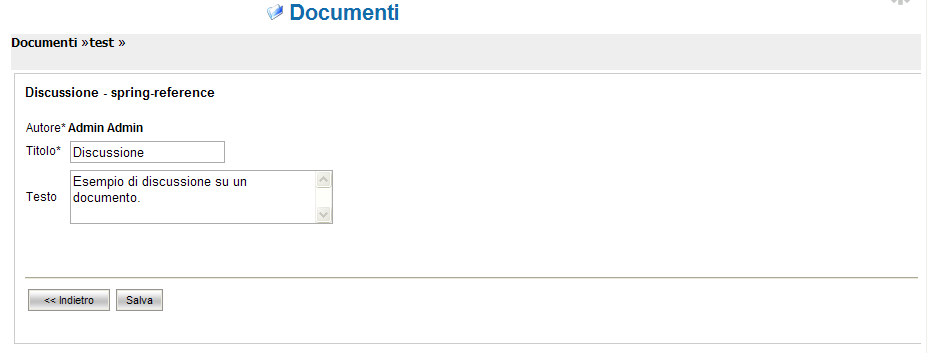 Documenti
Documenti »test »
Discussione - spring-reference
Autore* Admin Admin
Titolo* Discussione
Testo Esempio di discussione su un
documento.
<< Indietro Salva